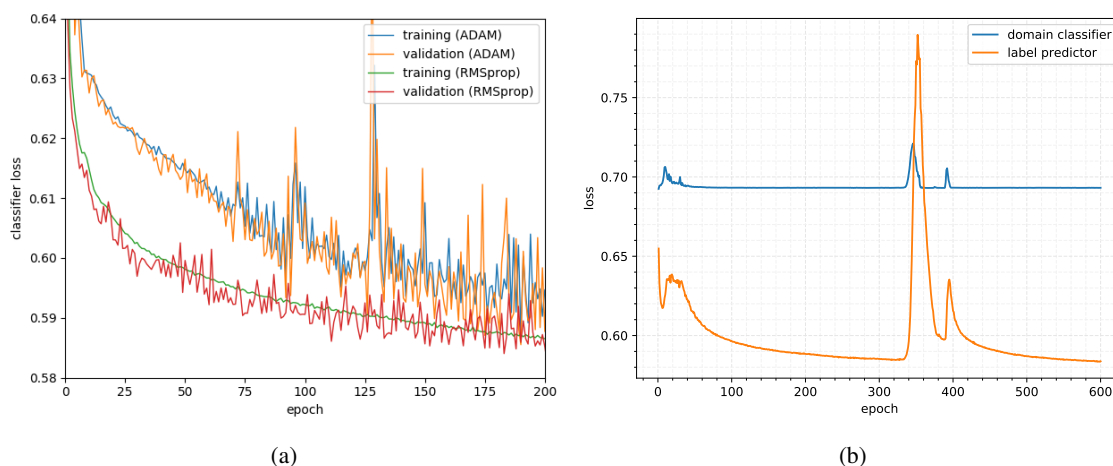 0.64
0.63
0.62
0.61
0.60
0.59
0.58
classifier loss
training (ADAM)
validation (ADAM)
training (RMSprop)
validation (RMSprop)
0 25 50 75 100 125 150 175 200
epoch
(a)
0.75
0.70
0.65
0.60
loss
domain classifier
label predictor
0 100 200 300 400 500 600
epoch
(b)